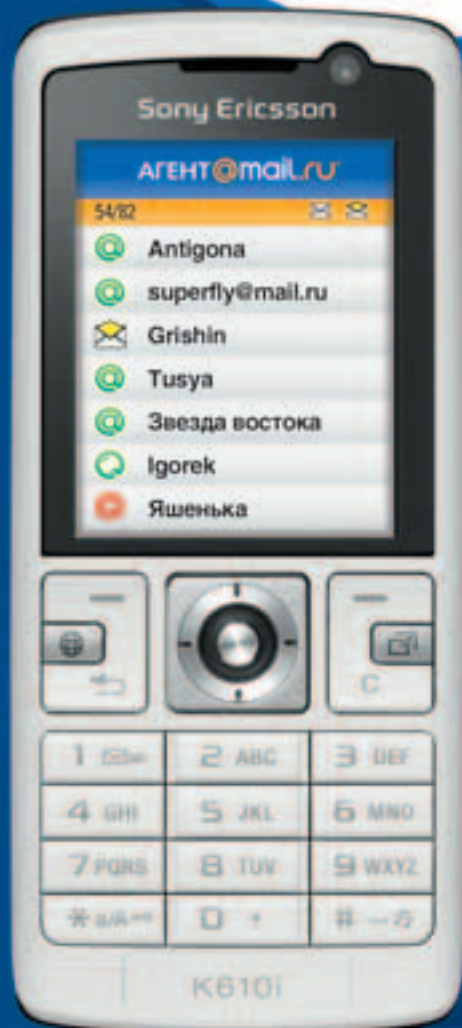 Sony Ericsson
АГЕНТ@mail.ru
54/82
Antigona
superfly@mail.ru
Grishin
Tusya
Звезда востока
Igorek
Яшенька
C
1 2 ABC 3 DEF
4 GHI 5 JKL 6 MNO
7 PQRS 8 TUV 9 WXYZ
* a/A 0 + #
K610i